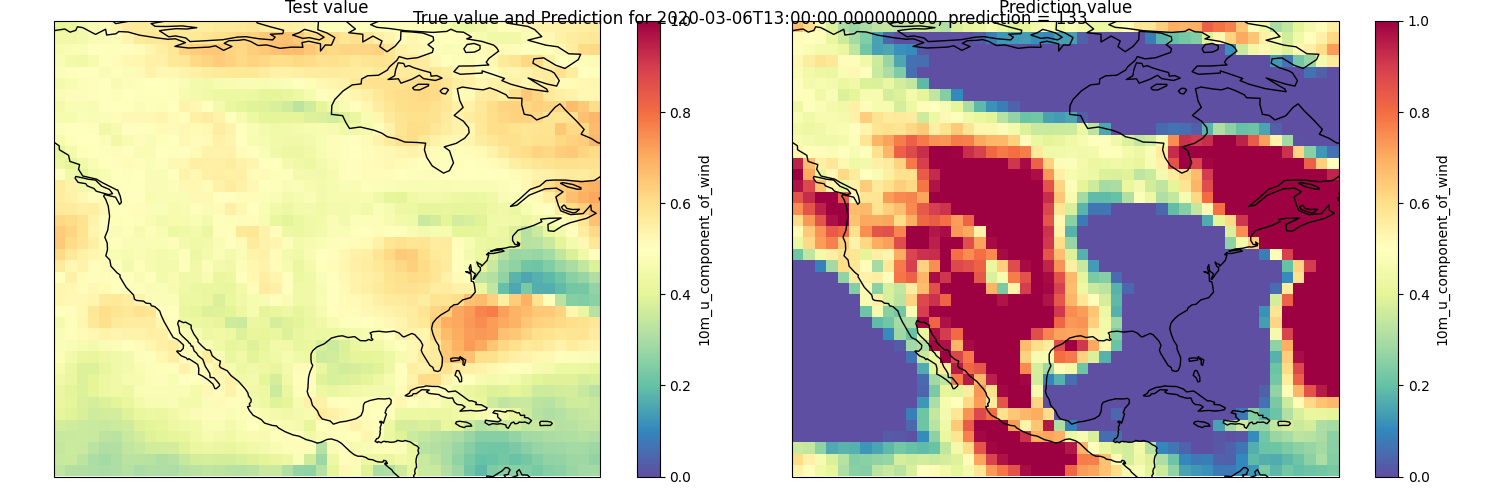 True value and Prediction for 2020-03-06T13:00:00.000000000, prediction = 133
Test value
1.0
0.8
0.6
0.4
0.2
0.0
10m_u_component_of_wind
Prediction value
1.0
0.8
0.6
0.4
0.2
0.0
10m_u_component_of_wind